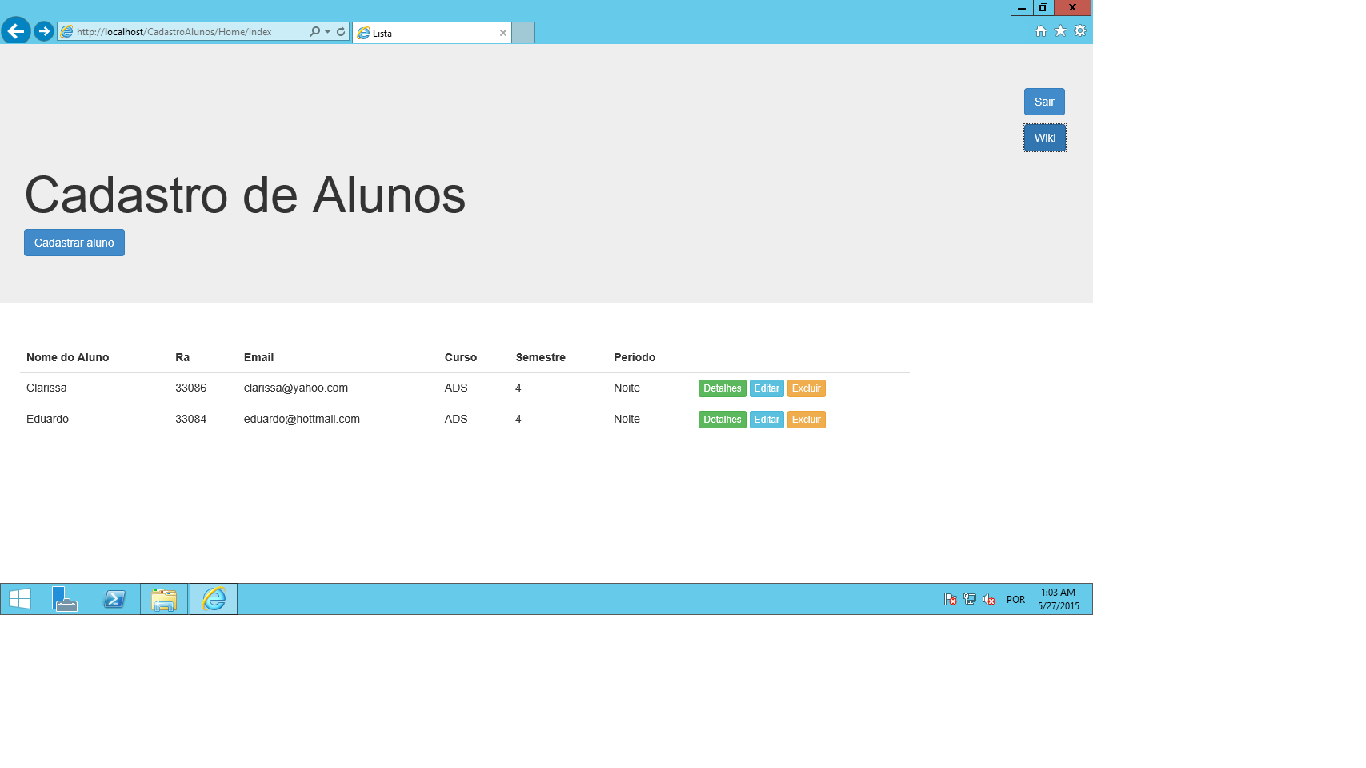 http://localhost/CadastroAlunos/Home/Index
Lista
Sair
Wiki
Cadastro de Alunos
Cadastrar aluno
Nome do Aluno Ra Email Curso Semestre Periodo
Clarissa 33086 clarissa@yahoo.com ADS 4 Noite Detalhes Editar Excluir
Eduardo 33084 eduardo@hottmail.com ADS 4 Noite Detalhes Editar Excluir
POR
1:03 AM
5/27/2015